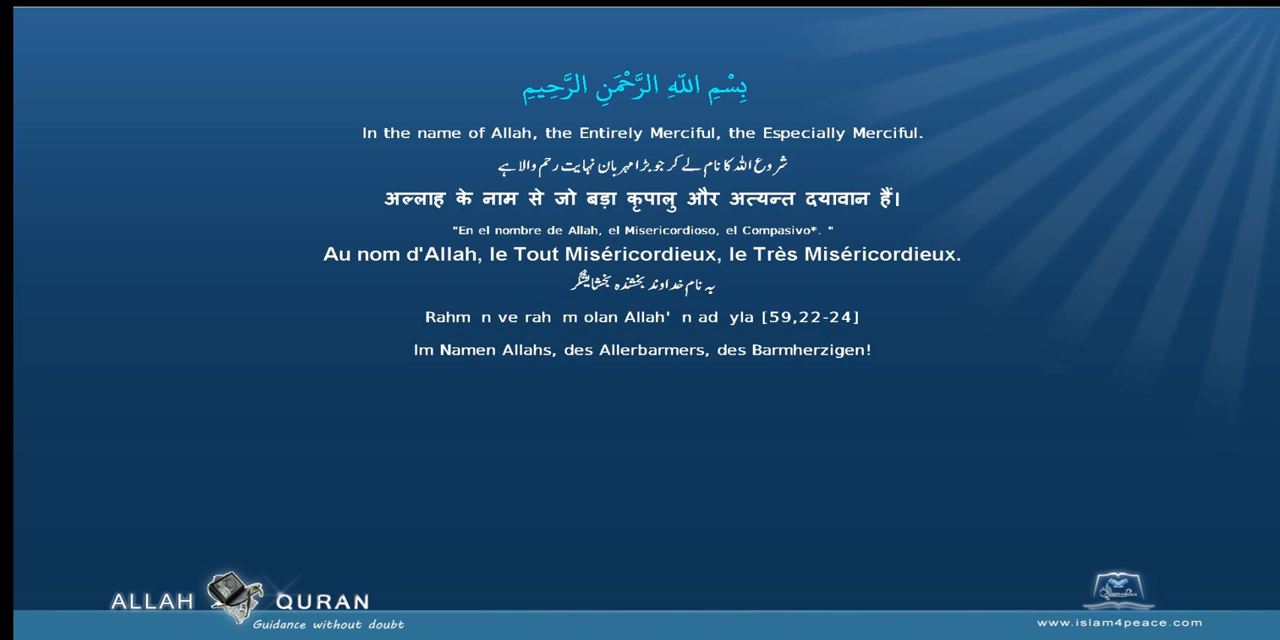 بِسْمِ اللّٰهِ الرَّحْمَنِ الرَّحِيمِ
In the name of Allah, the Entirely Merciful, the Especially Merciful.
شروع الله کا نام لے کر جو بڑا مہربان نہایت رحم والا ہے
अल्लाह के नाम से जो बड़ा कृपालु और अत्यन्त दयावान हैं।
"En el nombre de Allah, el Misericordioso, el Compasivo*. "
Au nom d'Allah, le Tout Miséricordieux, le Très Miséricordieux.
به نام خداوند بخشنده بخشایشگر
Rahm n ve rah m olan Allah' n ad yla [59,22-24]
Im Namen Allahs, des Allerbarmers, des Barmherzigen!
ALLAH QURAN
Guidance without doubt
www.islam4peace.com